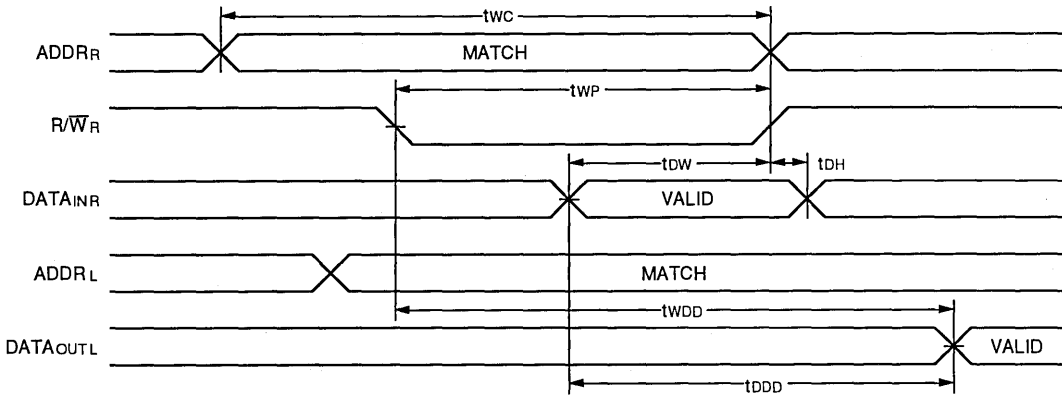 tWC
ADDRR MATCH
tWP
R/W̅R
tDW tDH
DATAINR VALID
ADDRL MATCH
tWDD
DATAOUTL VALID
tDDD